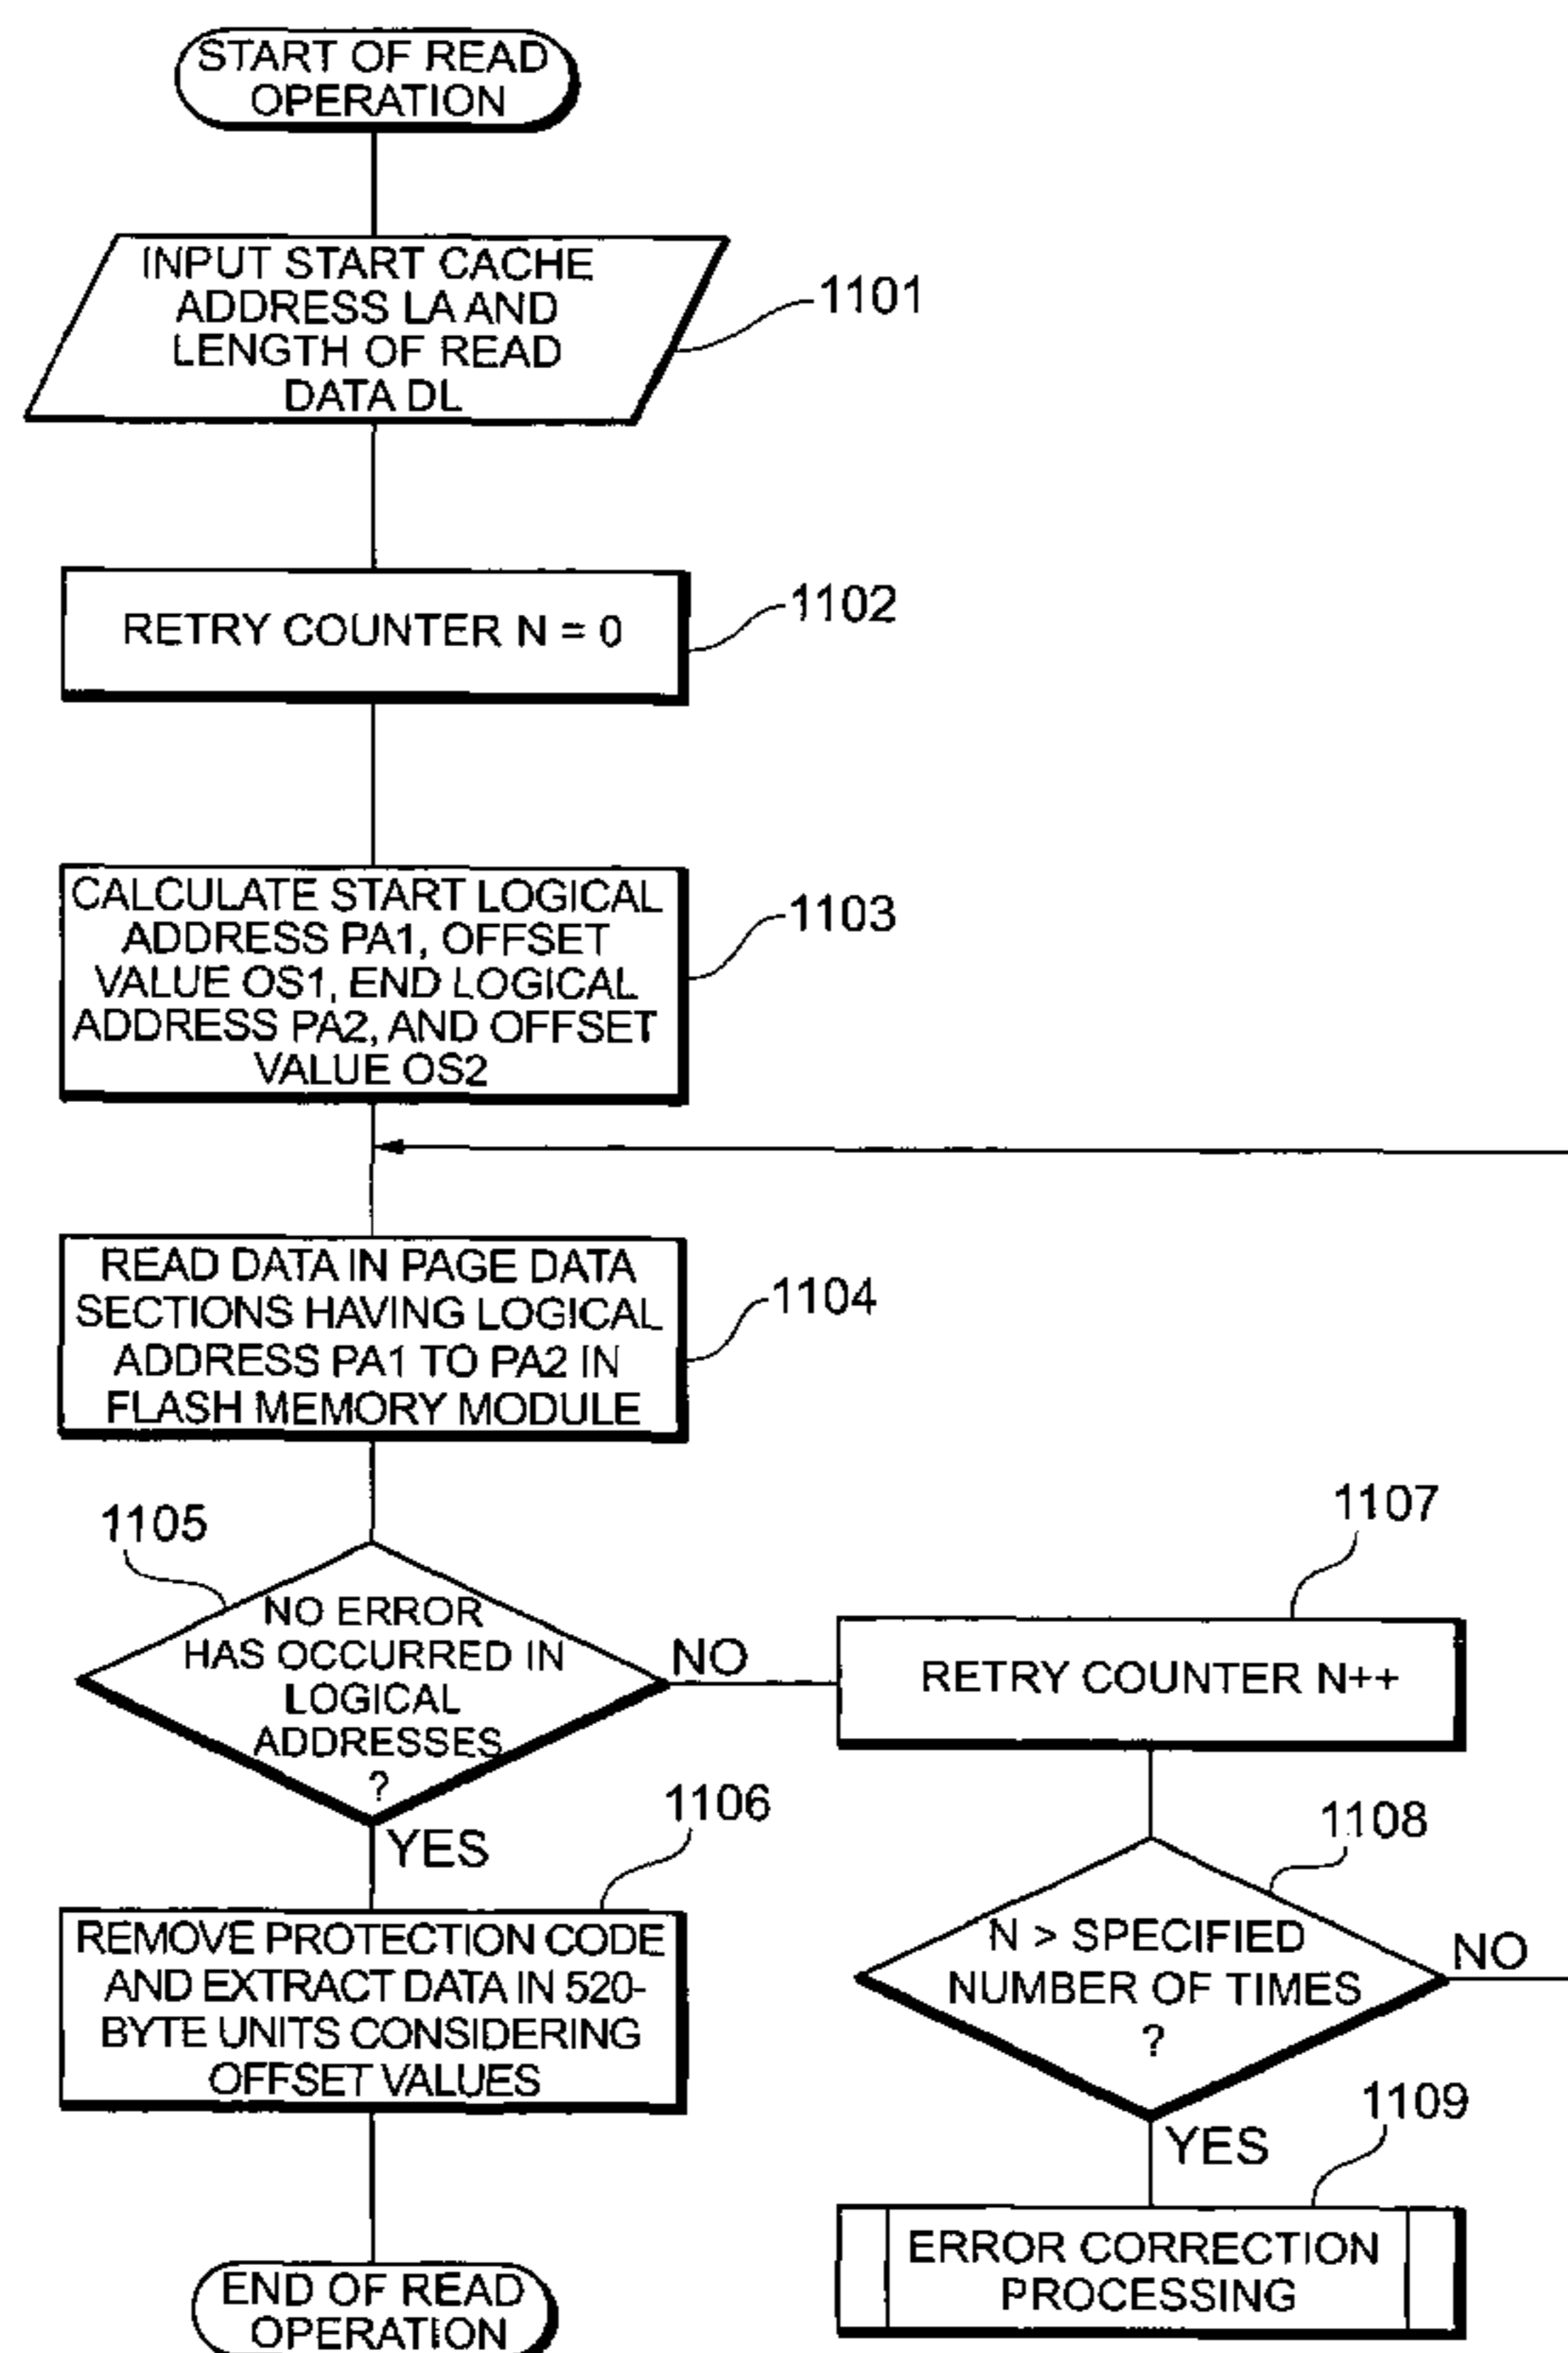 START OF READ
OPERATION
INPUT START CACHE
ADDRESS LA AND
LENGTH OF READ
DATA DL
1101
RETRY COUNTER N = 0
1102
CALCULATE START LOGICAL
ADDRESS PA1, OFFSET
VALUE OS1, END LOGICAL
ADDRESS PA2, AND OFFSET
VALUE OS2
1103
READ DATA IN PAGE DATA
SECTIONS HAVING LOGICAL
ADDRESS PA1 TO PA2 IN
FLASH MEMORY MODULE
1104
1105
NO ERROR
HAS OCCURRED IN
LOGICAL
ADDRESSES
?
NO
YES
1107
RETRY COUNTER N++
1106
REMOVE PROTECTION CODE
AND EXTRACT DATA IN 520-
BYTE UNITS CONSIDERING
OFFSET VALUES
1108
N > SPECIFIED
NUMBER OF TIMES
?
NO
YES
1109
ERROR CORRECTION
PROCESSING
END OF READ
OPERATION